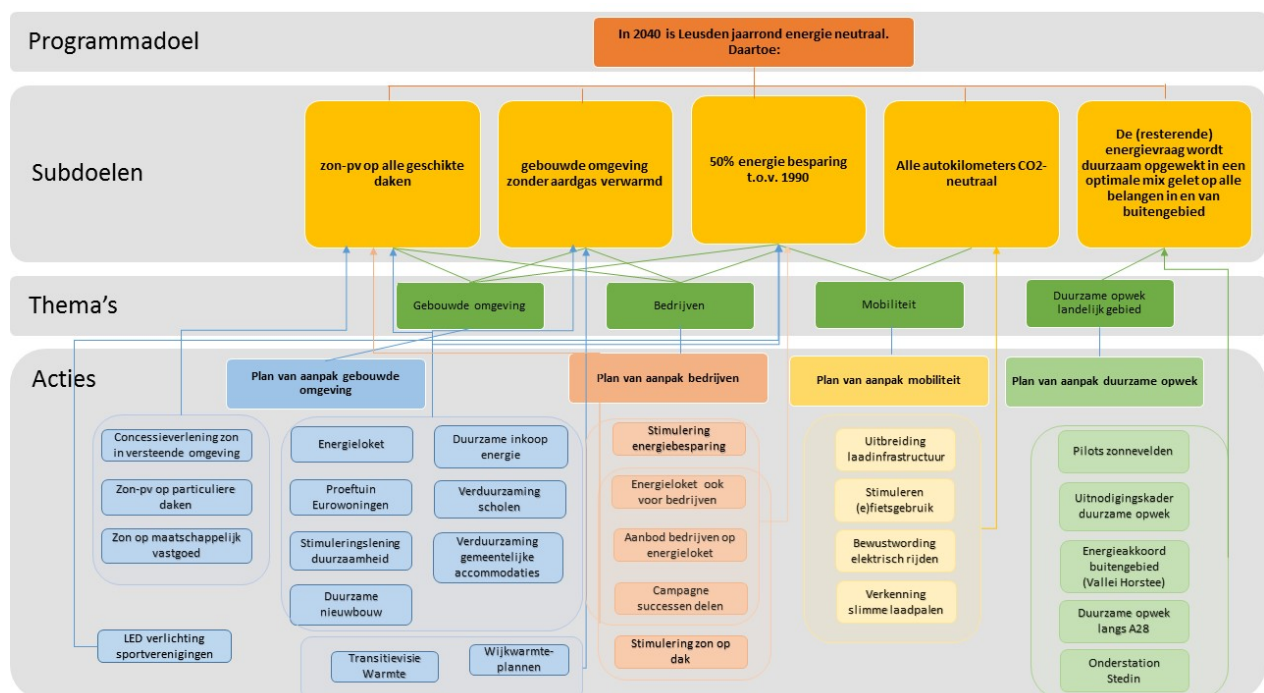 Programmadoel
In 2040 is Leusden jaarrond energie neutraal.
Daartoe:
Subdoelen
zon-pv op alle geschikte
daken
gebouwde omgeving
zonder aardgas verwarmd
50% energie besparing
t.o.v. 1990
Alle autokilometers CO2-
neutraal
De (resterende)
energievraag wordt
duurzaam opgewekt in een
optimale mix gelet op alle
belangen in en van
buitengebied
Thema's
Gebouwde omgeving
Bedrijven
Mobiliteit
Duurzame opwek
landelijk gebied
Acties
Plan van aanpak gebouwde
omgeving
Plan van aanpak bedrijven
Plan van aanpak mobiliteit
Plan van aanpak duurzame opwek
Concessieverlening zon
in versteende omgeving
Zon-pv op particuliere
daken
Zon op maatschappelijk
vastgoed
LED verlichting
sportverenigingen
Energieloket
Proeftuin
Eurowoningen
Stimuleringslening
duurzaamheid
Duurzame
nieuwbouw
Duurzame inkoop
energie
Verduurzaming
scholen
Verduurzaming
gemeentelijke
accommodaties
Transitievisie
Warmte
Wijkwarmte-
plannen
Stimulering
energiebesparing
Energieloket ook
voor bedrijven
Aanbod bedrijven op
energieloket
Campagne
successen delen
Stimulering zon op
dak
Uitbreiding
laadinfrastructuur
Stimuleren
(e)fietsgebruik
Bewustwording
elektrisch rijden
Verkenning
slimme laadpalen
Pilots zonnevelden
Uitnodigingskader
duurzame opwek
Energieakkoord
buitengebied
(Vallei Horstee)
Duurzame opwek
langs A28
Onderstation
Stedin